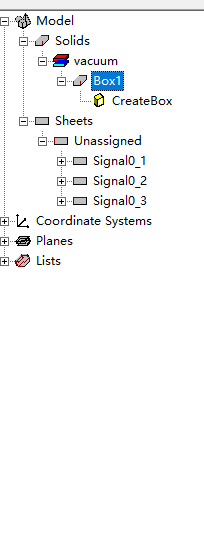 Model
Solids
vacuum
Box1
CreateBox
Sheets
Unassigned
Signal0_1
Signal0_2
Signal0_3
Coordinate Systems
Planes
Lists